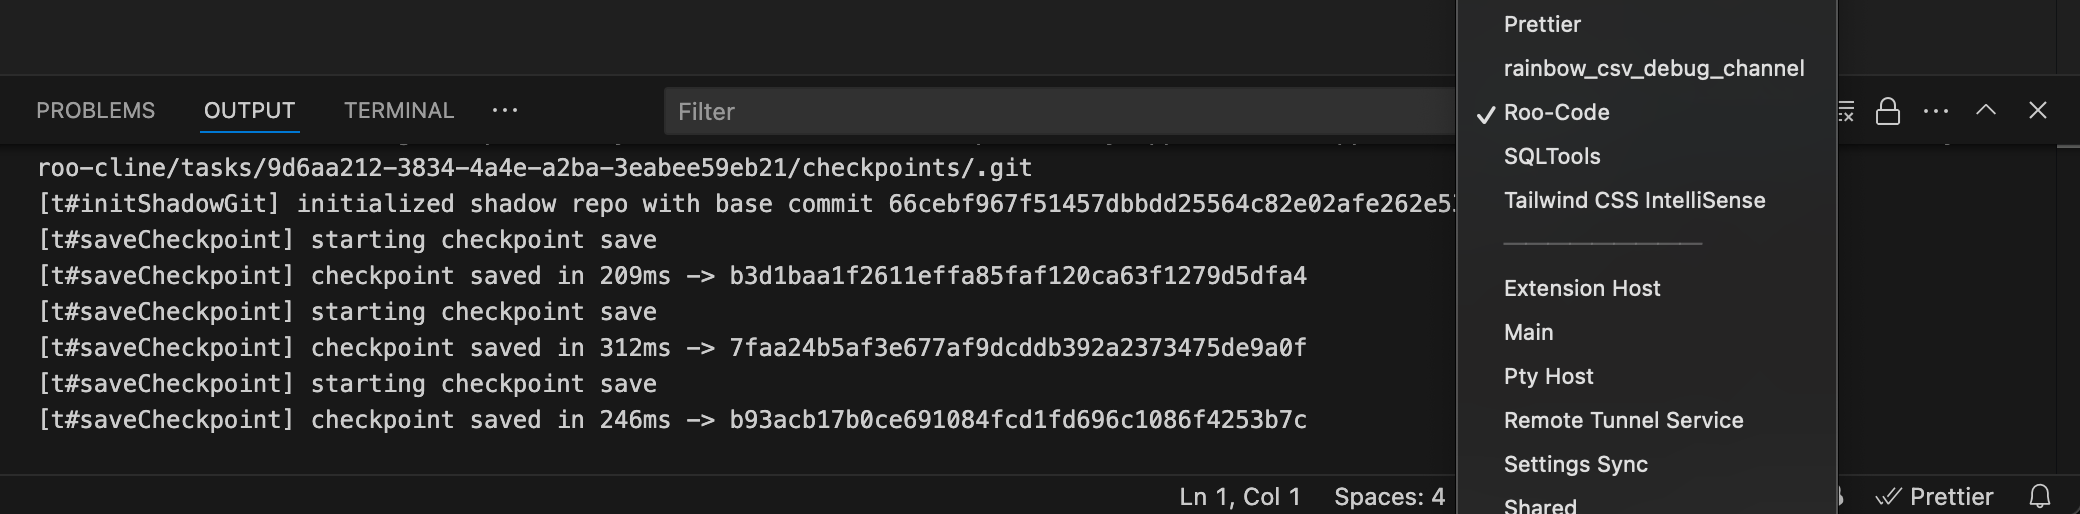 PROBLEMS OUTPUT TERMINAL ···
Filter
roo-cline/tasks/9d6aa212-3834-4a4e-a2ba-3eabee59eb21/checkpoints/.git
[t#initShadowGit] initialized shadow repo with base commit 66cebf967f51457dbbdd25564c82e02afe262e5
[t#saveCheckpoint] starting checkpoint save
[t#saveCheckpoint] checkpoint saved in 209ms -> b3d1baa1f2611effa85faf120ca63f1279d5dfa4
[t#saveCheckpoint] starting checkpoint save
[t#saveCheckpoint] checkpoint saved in 312ms -> 7faa24b5af3e677af9dcddb392a2373475de9a0f
[t#saveCheckpoint] starting checkpoint save
[t#saveCheckpoint] checkpoint saved in 246ms -> b93acb17b0ce691084fcd1fd696c1086f4253b7c
Prettier
rainbow_csv_debug_channel
✓ Roo-Code
SQLTools
Tailwind CSS IntelliSense
Extension Host
Main
Pty Host
Remote Tunnel Service
Settings Sync
Shared
Ln 1, Col 1 Spaces: 4 Prettier